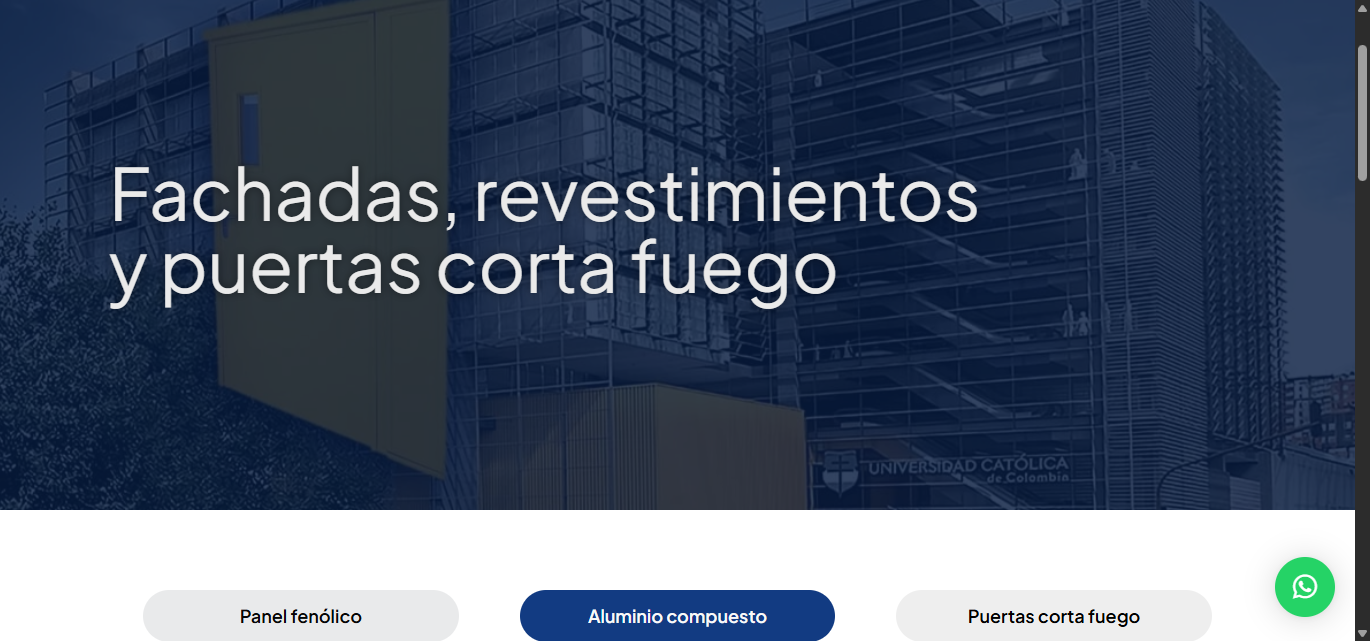 Fachadas, revestimientos
y puertas corta fuego
UNIVERSIDAD CATÓLICA
de Colombia
Panel fenólico
Aluminio compuesto
Puertas corta fuego